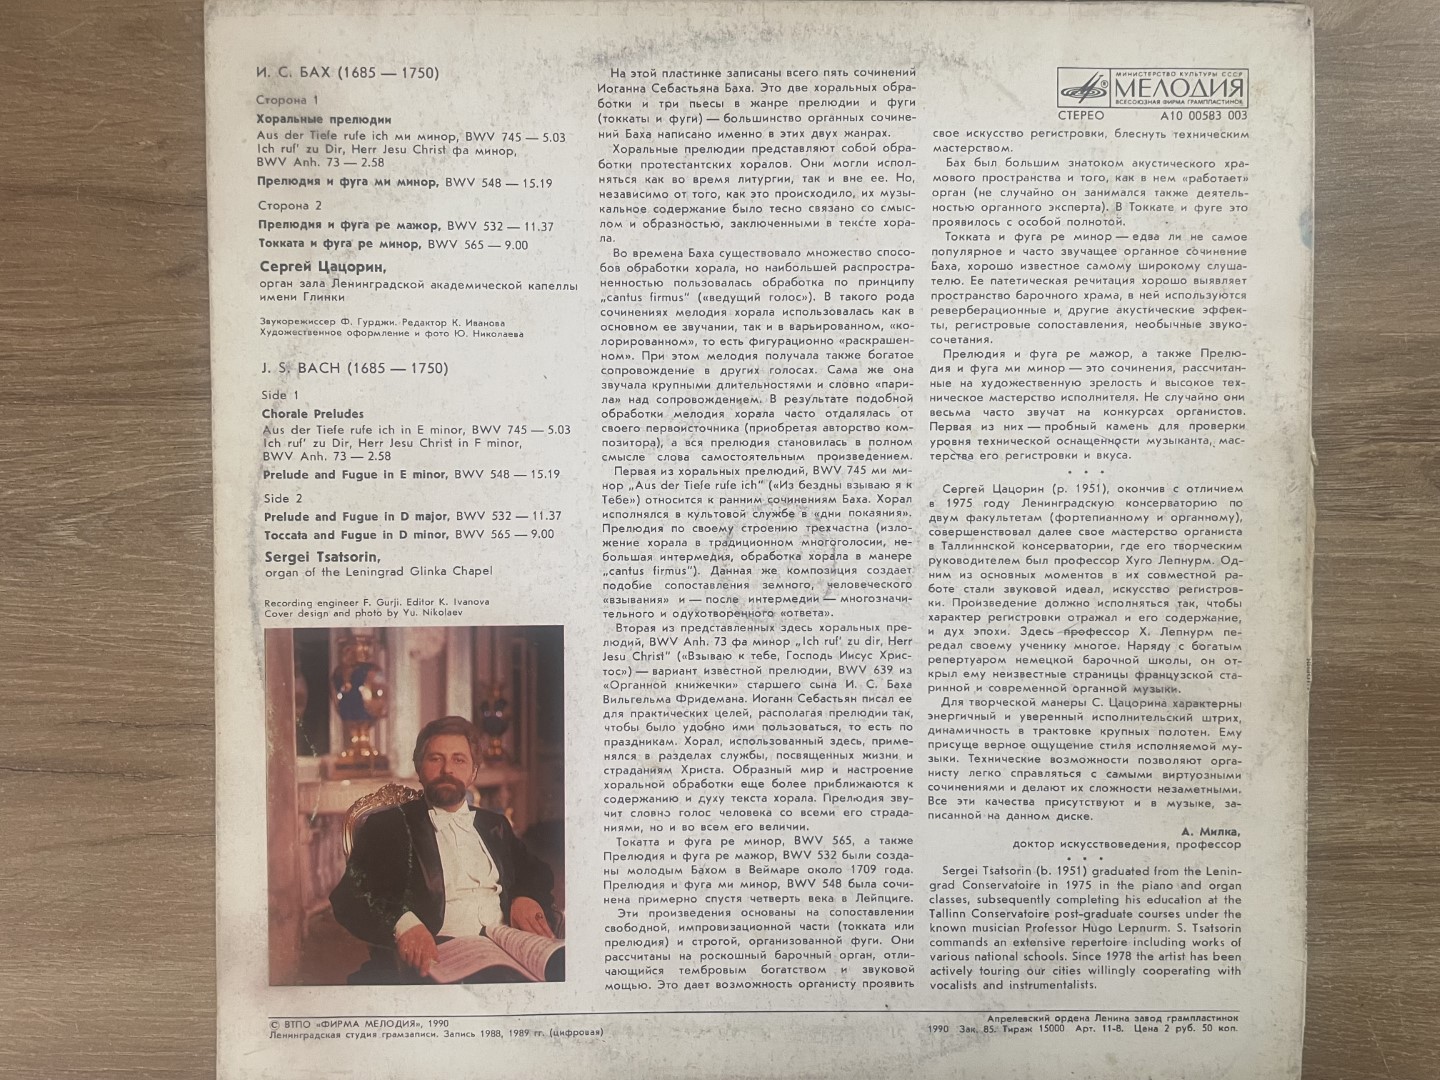 И. С. БАХ (1685 — 1750)
Сторона 1
Хоральные прелюдии
Aus der Tiefe rufe ich ми минор, BWV 745 — 5.03
Ich ruf' zu Dir, Herr Jesu Christ фа минор,
BWV Anh. 73 — 2.58
Прелюдия и фуга ми минор, BWV 548 — 15.19
Сторона 2
Прелюдия и фуга ре мажор, BWV 532 — 11.37
Токката и фуга ре минор, BWV 565 — 9.00
Сергей Цацорин,
орган зала Ленинградской академической капеллы
имени Глинки
Звукорежиссер Ф. Гурджи. Редактор К. Иванова
Художественное оформление и фото Ю. Николаева
J. S. BACH (1685 — 1750)
Side 1
Chorale Preludes
Aus der Tiefe rufe ich in E minor, BWV 745 — 5.03
Ich ruf' zu Dir, Herr Jesu Christ in F minor,
BWV Anh. 73 — 2.58
Prelude and Fugue in E minor, BWV 548 — 15.19
Side 2
Prelude and Fugue in D major, BWV 532 — 11.37
Toccata and Fugue in D minor, BWV 565 — 9.00
Sergei Tsatsorin,
organ of the Leningrad Glinka Chapel
Recording engineer F. Gurji. Editor K. Ivanova
Cover design and photo by Yu. Nikolaev
На этой пластинке записаны всего пять сочинений
Иоганна Себастьяна Баха. Это две хоральных обра-
ботки и три пьесы в жанре прелюдии и фуги
(токкаты и фуги) — большинство органных сочине-
ний Баха написано именно в этих двух жанрах.
Хоральные прелюдии представляют собой обра-
ботки протестантских хоралов. Они могли испол-
няться как во время литургии, так и вне ее. Но,
независимо от того, как это происходило, их музы-
кальное содержание было тесно связано со смыс-
лом и образностью, заключенными в тексте хора-
ла.
Во времена Баха существовало множество спосо-
бов обработки хорала, но наибольшей распростра-
ненностью пользовалась обработка по принципу
„cantus firmus" («ведущий голос»). В такого рода
сочинениях мелодия хорала использовалась как в
основном ее звучании, так и в варьированном, «ко-
лорированном», то есть фигурационно «раскрашен-
ном». При этом мелодия получала также богатое
сопровождение в других голосах. Сама же она
звучала крупными длительностями и словно «пари-
ла» над сопровождением. В результате подобной
обработки мелодия хорала часто отдалялась от
своего первоисточника (приобретая авторство ком-
позитора), а вся прелюдия становилась в полном
смысле слова самостоятельным произведением.
Первая из хоральных прелюдий, BWV 745 ми ми-
нор „Aus der Tiefe rufe ich" («Из бездны взываю я к
Тебе») относится к ранним сочинениям Баха. Хорал
исполнялся в культовой службе в «дни покаяния».
Прелюдия по своему строению трехчастна (изло-
жение хорала в традиционном многоголосии, не-
большая интермедия, обработка хорала в манере
„cantus firmus"). Данная же композиция создает
подобие сопоставления земного, человеческого
«взывания» и — после интермедии — многозначи-
тельного и одухотворенного «ответа».
Вторая из представленных здесь хоральных пре-
людий, BWV Anh. 73 фа минор „Ich ruf' zu dir, Herr
Jesu Christ" («Взываю к тебе, Господь Иисус Хрис-
тос») — вариант известной прелюдии, BWV 639 из
«Органной книжечки» старшего сына И. С. Баха
Вильгельма Фридемана. Иоганн Себастьян писал ее
для практических целей, располагая прелюдии так,
чтобы было удобно ими пользоваться, то есть по
праздникам. Хорал, использованный здесь, приме-
нялся в разделах службы, посвященных жизни и
страданиям Христа. Образный мир и настроение
хоральной обработки еще более приближаются к
содержанию и духу текста хорала. Прелюдия зву-
чит словно голос человека со всеми его страда-
ниями, но и во всем его величии.
Токатта и фуга ре минор, BWV 565, а также
Прелюдия и фуга ре мажор, BWV 532 были созда-
ны молодым Бахом в Веймаре около 1709 года.
Прелюдия и фуга ми минор, BWV 548 была сочи-
нена примерно спустя четверть века в Лейпциге.
Эти произведения основаны на сопоставлении
свободной, импровизационной части (токката или
прелюдия) и строгой, организованной фуги. Они
рассчитаны на роскошный барочный орган, отли-
чающийся тембровым богатством и звуковой
мощью. Это дает возможность органисту проявить
МИНИСТЕРСТВО КУЛЬТУРЫ СССР
МЕЛОДИЯ
ВСЕСОЮЗНАЯ ФИРМА ГРАМПЛАСТИНОК
СТЕРЕО A10 00583 003
свое искусство регистровки, блеснуть техническим
мастерством.
Бах был большим знатоком акустического хра-
мового пространства и того, как в нем «работает»
орган (не случайно он занимался также деятель-
ностью органного эксперта). В Токкате и фуге это
проявилось с особой полнотой.
Токката и фуга ре минор — едва ли не самое
популярное и часто звучащее органное сочинение
Баха, хорошо известное самому широкому слуша-
телю. Ее патетическая речитация хорошо выявляет
пространство барочного храма, в ней используются
реверберационные и другие акустические эффек-
ты, регистровые сопоставления, необычные звуко-
сочетания.
Прелюдия и фуга ре мажор, а также Прелю-
дия и фуга ми минор — это сочинения, рассчитан-
ные на художественную зрелость и высокое тех-
ническое мастерство исполнителя. Не случайно они
весьма часто звучат на конкурсах органистов.
Первая из них — пробный камень для проверки
уровня технической оснащенности музыканта, мас-
терства его регистровки и вкуса.
• • •
Сергей Цацорин (р. 1951), окончив с отличием
в 1975 году Ленинградскую консерваторию по
двум факультетам (фортепианному и органному),
совершенствовал далее свое мастерство органиста
в Таллиннской консерватории, где его творческим
руководителем был профессор Хуго Лепнурм. Од-
ним из основных моментов в их совместной ра-
боте стали звуковой идеал, искусство регистров-
ки. Произведение должно исполняться так, чтобы
характер регистровки отражал и его содержание,
и дух эпохи. Здесь профессор Х. Лепнурм пе-
редал своему ученику многое. Наряду с богатым
репертуаром немецкой барочной школы, он от-
крыл ему неизвестные страницы французской ста-
ринной и современной органной музыки.
Для творческой манеры С. Цацорина характерны
энергичный и уверенный исполнительский штрих,
динамичность в трактовке крупных полотен. Ему
присуще верное ощущение стиля исполняемой му-
зыки. Технические возможности позволяют орга-
нисту легко справляться с самыми виртуозными
сочинениями и делают их сложности незаметными.
Все эти качества присутствуют и в музыке, за-
писанной на данном диске.
А. Милка,
доктор искусствоведения, профессор
• • •
Sergei Tsatsorin (b. 1951) graduated from the Lenin-
grad Conservatoire in 1975 in the piano and organ
classes, subsequently completing his education at the
Tallinn Conservatoire post-graduate courses under the
known musician Professor Hugo Lepnurm. S. Tsatsorin
commands an extensive repertoire including works of
various national schools. Since 1978 the artist has been
actively touring our cities willingly cooperating with
vocalists and instrumentalists.
© ВТПО «ФИРМА МЕЛОДИЯ», 1990
Ленинградская студия грамзаписи. Запись 1988, 1989 гг. (цифровая)
Апрелевский ордена Ленина завод грампластинок
1990 Зак. 85. Тираж 15000 Арт. 11-8. Цена 2 руб. 50 коп.